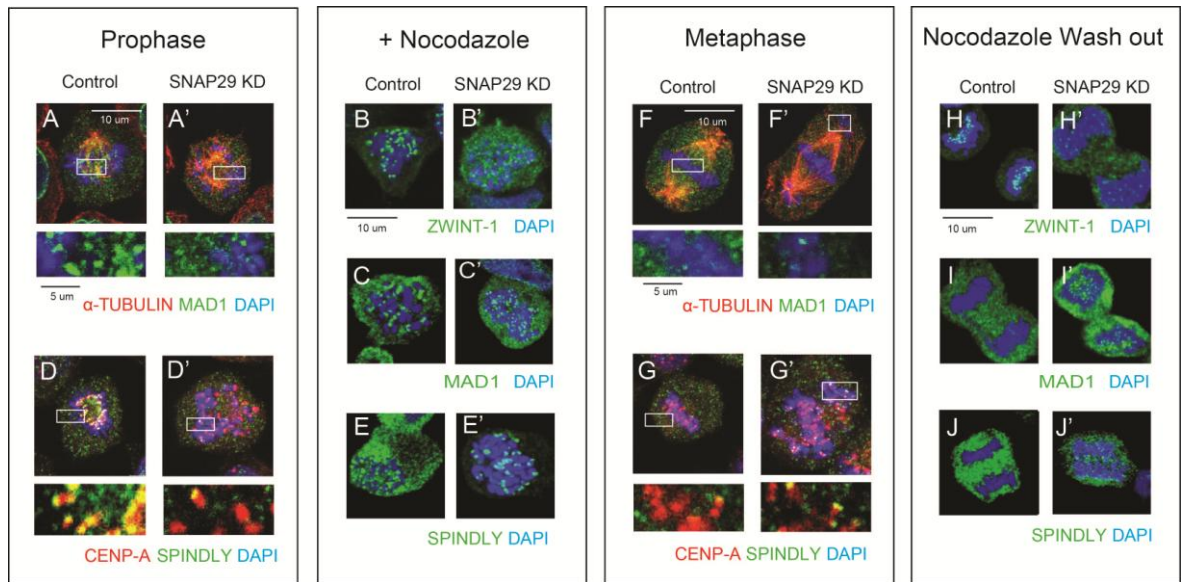 Prophase
Control SNAP29 KD
A A'
10 um
5 um
α-TUBULIN MAD1 DAPI
D D'
CENP-A SPINDLY DAPI
+ Nocodazole
Control SNAP29 KD
B B'
10 um
ZWINT-1 DAPI
C C'
MAD1 DAPI
E E'
SPINDLY DAPI
Metaphase
Control SNAP29 KD
F F'
10 um
5 um
α-TUBULIN MAD1 DAPI
G G'
CENP-A SPINDLY DAPI
Nocodazole Wash out
Control SNAP29 KD
H H'
10 um
ZWINT-1 DAPI
I I'
MAD1 DAPI
J J'
SPINDLY DAPI